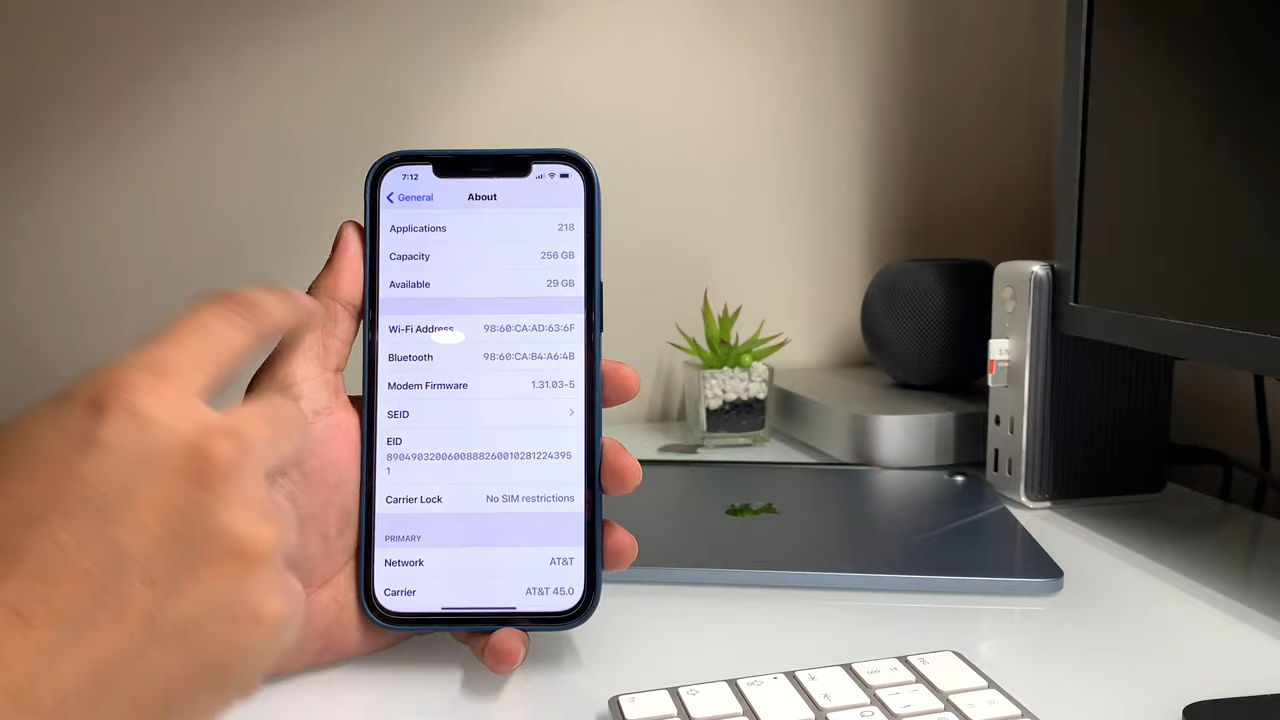 7:12
General About
Applications 218
Capacity 256 GB
Available 29 GB
Wi-Fi Address 98:60:CA:AD:63:6F
Bluetooth 98:60:CA:B4:A6:4B
Modem Firmware 1.31.03-5
SEID
EID
8904903200600888260010281224395
1
Carrier Lock No SIM restrictions
PRIMARY
Network AT&T
Carrier AT&T 45.0